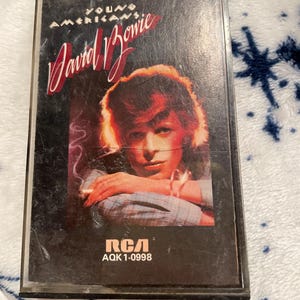 YOUNG
AMERICANS
David Bowie
RCA
AQK1-0998